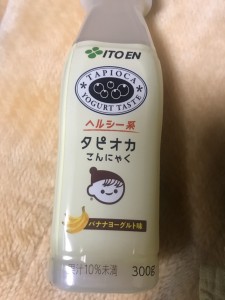 ITO EN
TAPIOCA
YOGURT TASTE
ヘルシー系
タピオカ
こんにゃく
バナナヨーグルト味
果汁10%未満
300g